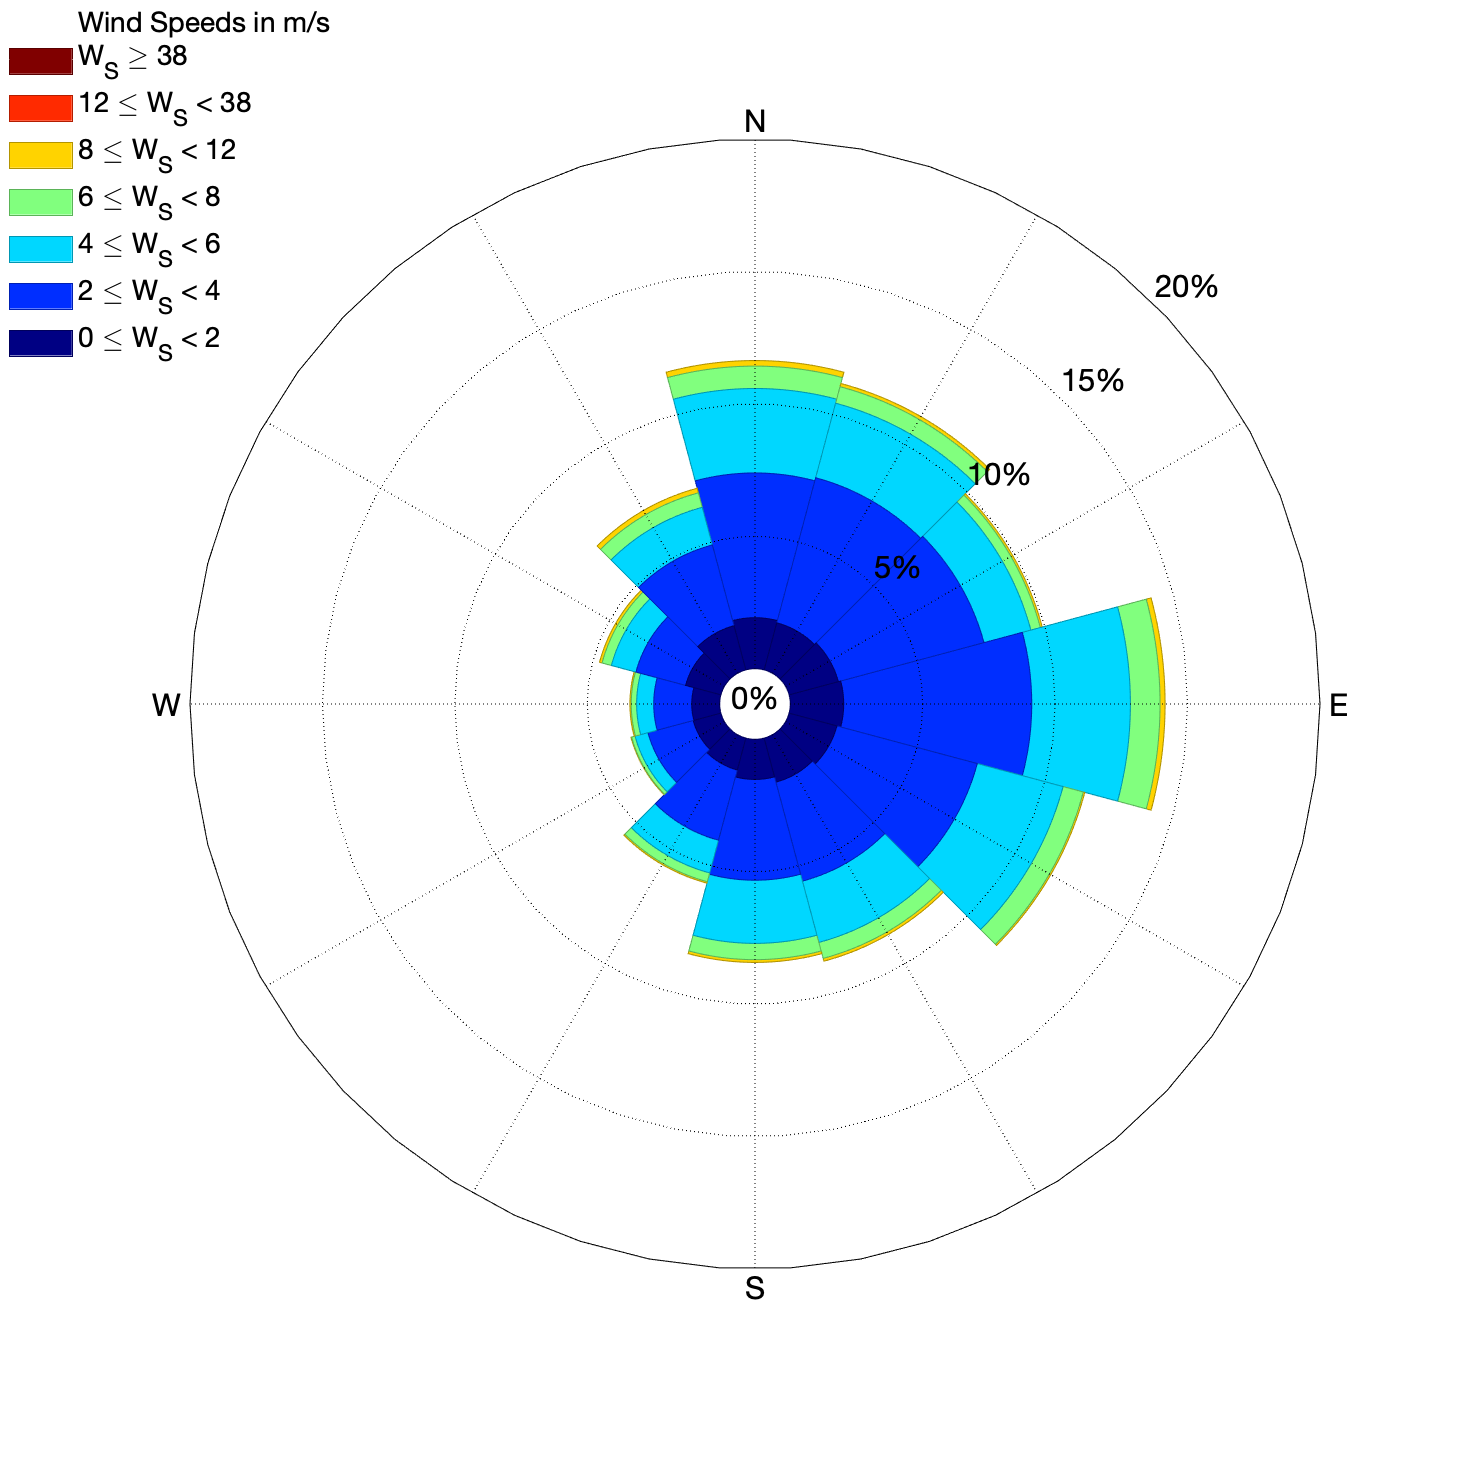 Wind Speeds in m/s
W_S ≥ 38
12 ≤ W_S < 38
8 ≤ W_S < 12
6 ≤ W_S < 8
4 ≤ W_S < 6
2 ≤ W_S < 4
0 ≤ W_S < 2
N
20%
15%
10%
5%
0%
W
E
S